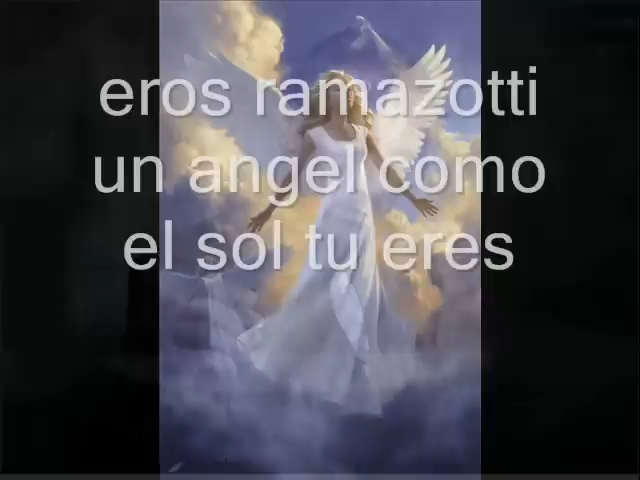 eros ramazotti
un angel como
el sol tu eres